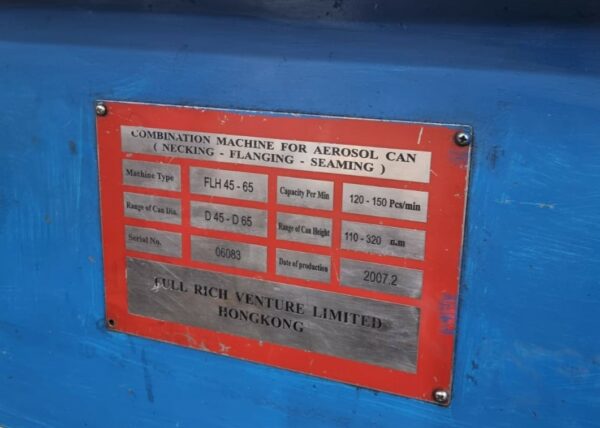 COMBINATION MACHINE FOR AEROSOL CAN
( NECKING - FLANGING - SEAMING )
Machine Type FLH 45 - 65 Capacity Per Min 120 - 150 Pcs/min
Range of Can Dia. D 45 - D 65 Range of Can Height 110 - 320 m.m
Serial No. 06083 Date of production 2007.2
FULL RICH VENTURE LIMITED
HONGKONG